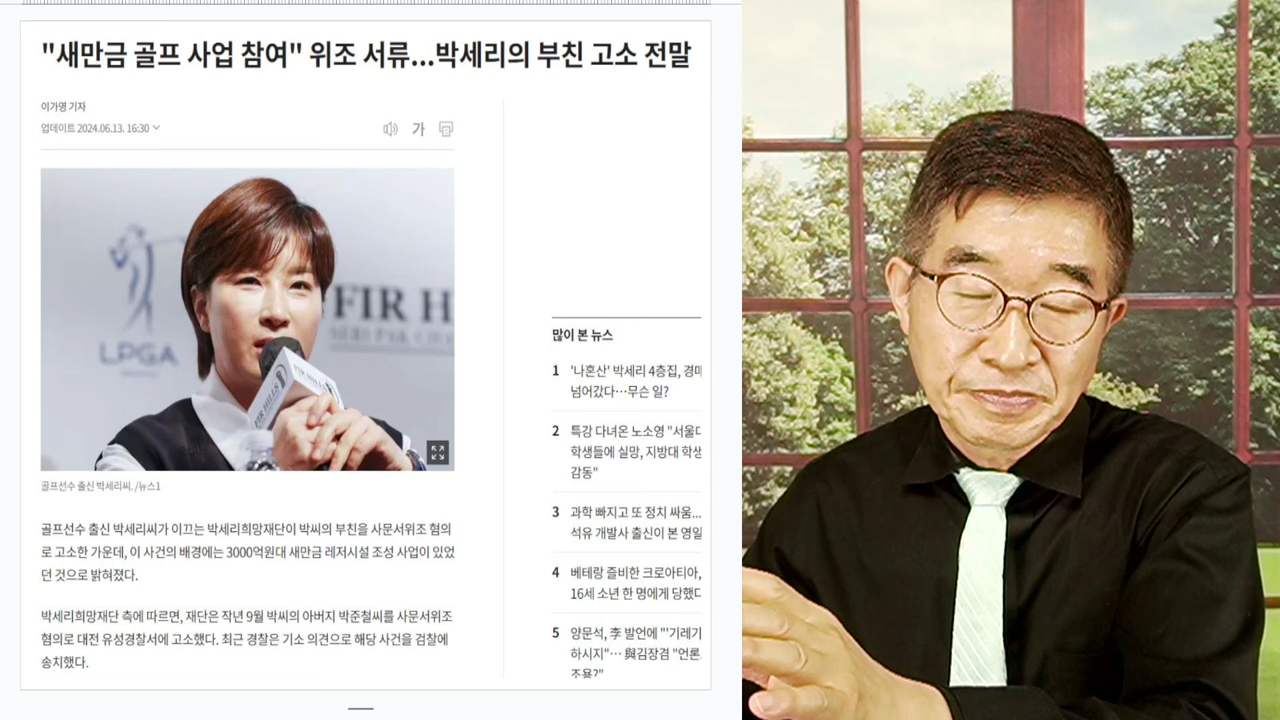 "새만금 골프 사업 참여" 위조 서류...박세리의 부친 고소 전말
이가영 기자
업데이트 2024.06.13. 16:30
가
LPGA
FIR H
FIR HILLS
골프선수 출신 박세리씨. /뉴스1
골프선수 출신 박세리씨가 이끄는 박세리희망재단이 박씨의 부친을 사문서위조 혐의
로 고소한 가운데, 이 사건의 배경에는 3000억원대 새만금 레저시설 조성 사업이 있었
던 것으로 밝혀졌다.
박세리희망재단 측에 따르면, 재단은 작년 9월 박씨의 아버지 박준철씨를 사문서위조
혐의로 대전 유성경찰서에 고소했다. 최근 경찰은 기소 의견으로 해당 사건을 검찰에
송치했다.
많이 본 뉴스
1 '나혼산' 박세리 4층집, 경매
넘어갔다…무슨 일?
2 특강 다녀온 노소영 "서울대
학생들에 실망, 지방대 학생
감동"
3 과학 빠지고 또 정치 싸움...
석유 개발사 출신이 본 영일
4 베테랑 즐비한 크로아티아,
16세 소년 한 명에게 당했다
5 양문석, 李 발언에 "'기레기
하시지"… 與김장겸 "언론
조용?"